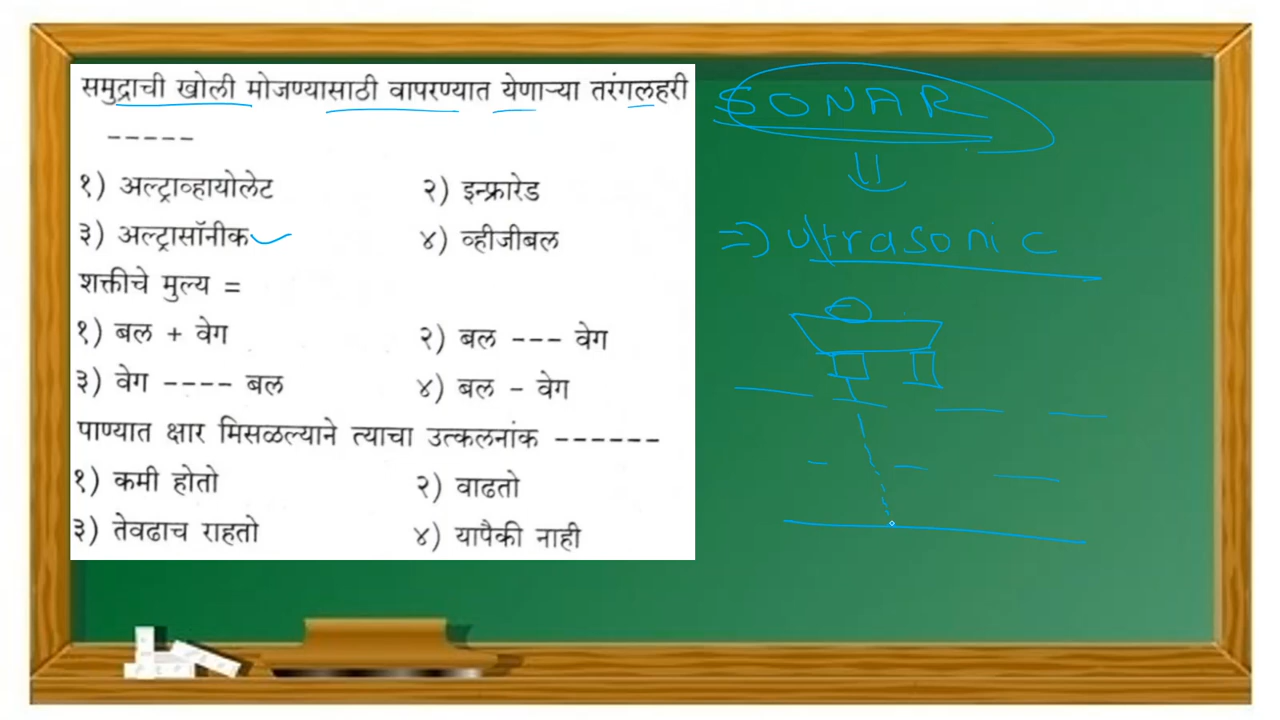 समुद्राची खोली मोजण्यासाठी वापरण्यात येणाऱ्या तरंगलहरी
-----
१) अल्ट्राव्हायोलेट २) इन्फ्रारेड
३) अल्ट्रासॉनीक ४) व्हीजीबल
शक्तीचे मुल्य =
१) बल + वेग २) बल --- वेग
३) वेग ---- बल ४) बल - वेग
पाण्यात क्षार मिसळल्याने त्याचा उत्कलनांक ------
१) कमी होतो २) वाढतो
३) तेवढाच राहतो ४) यापैकी नाही
SONAR
=> Ultrasonic